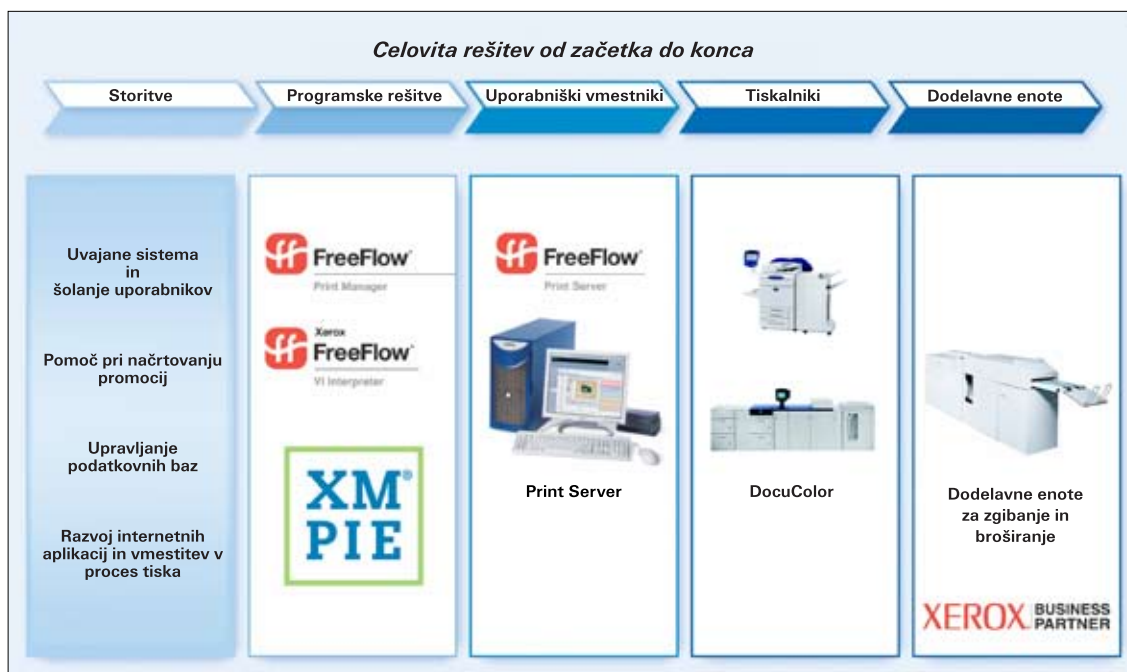 Celovita rešitev od začetka do konca
Storitve
Programske rešitve
Uporabniški vmestniki
Tiskalniki
Dodelavne enote
Uvajane sistema
in
šolanje uporabnikov
Pomoč pri načrtovanju
promocij
Upravljanje
podatkovnih baz
Razvoj internetnih
aplikacij in vmestitev v
proces tiska
FreeFlow
Print Manager
Xerox
FreeFlow
VI Interpreter
XM®
PIE
FreeFlow
Print Server
Print Server
DocuColor
Dodelavne enote
za zgibanje in
broširanje
XEROX BUSINESS
PARTNER